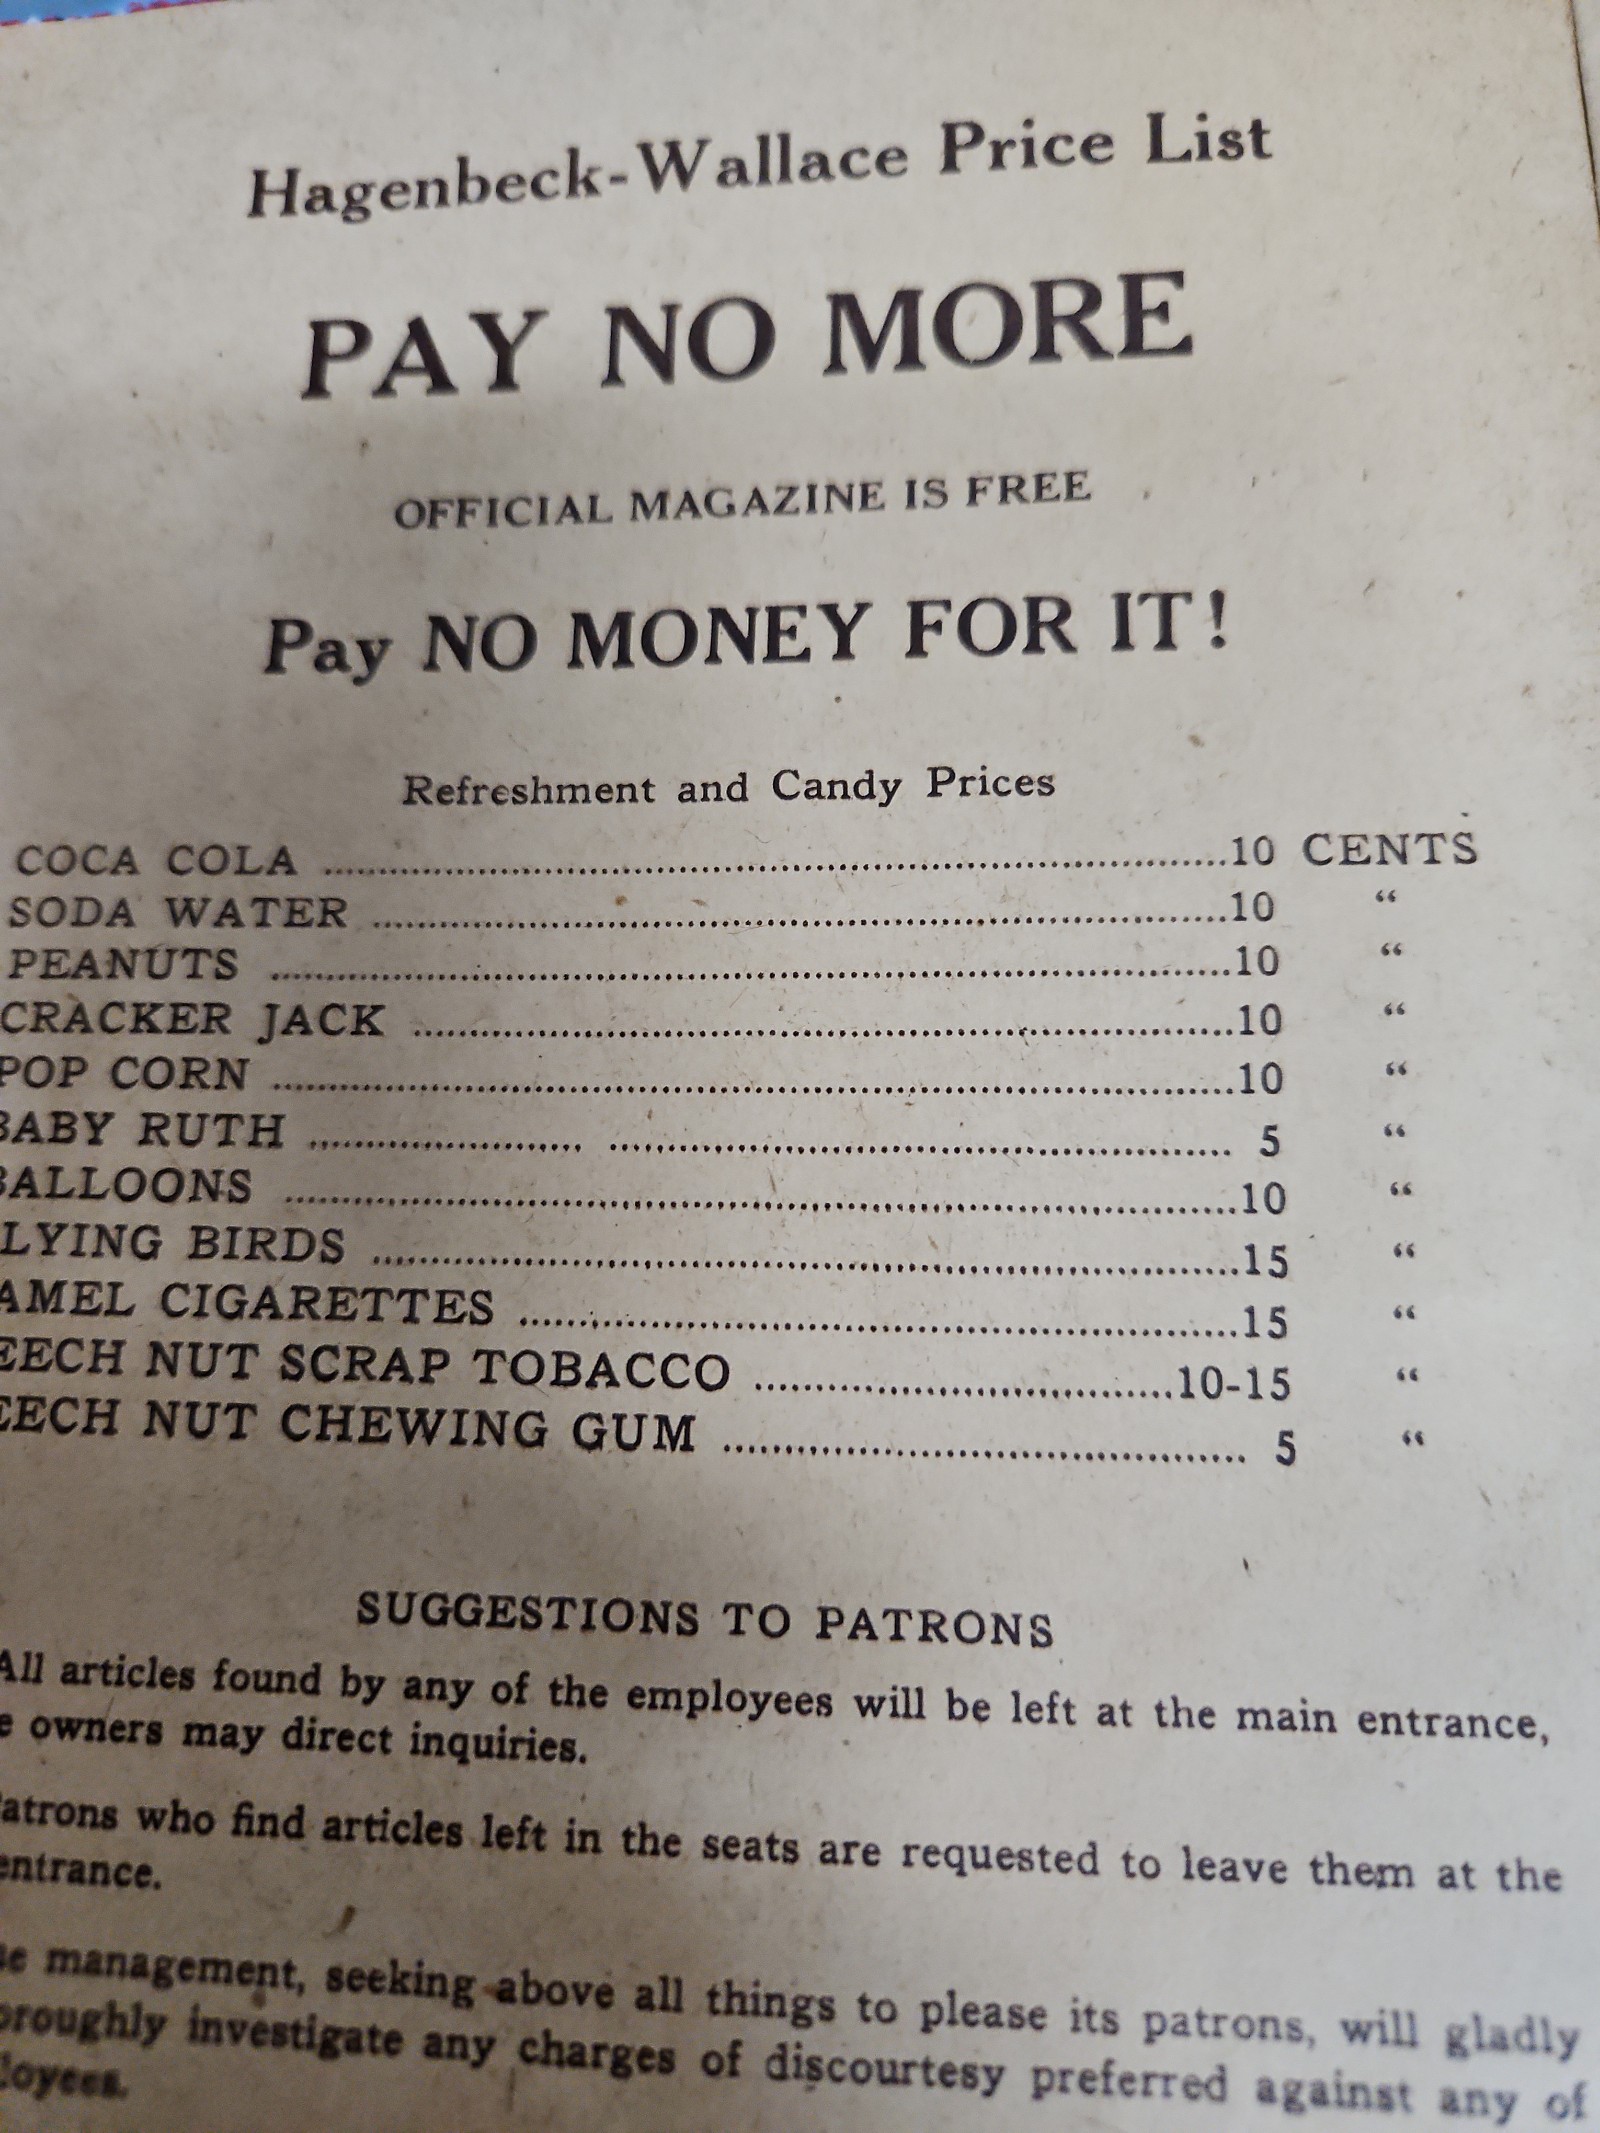 Hagenbeck-Wallace Price List
PAY NO MORE
OFFICIAL MAGAZINE IS FREE
Pay NO MONEY FOR IT!
Refreshment and Candy Prices
COCA COLA ........................................10 CENTS
SODA WATER ........................................10 “
PEANUTS ........................................10 “
CRACKER JACK ........................................10 “
POP CORN ........................................10 “
BABY RUTH .................... .................... 5 “
BALLOONS ........................................10 “
LYING BIRDS ........................................15 “
AMEL CIGARETTES ........................................15 “
EECH NUT SCRAP TOBACCO ..............................10-15 “
EECH NUT CHEWING GUM .............................. 5 “
SUGGESTIONS TO PATRONS
All articles found by any of the employees will be left at the main entrance,
e owners may direct inquiries.
atrons who find articles left in the seats are requested to leave them at the
entrance.
e management, seeking above all things to please its patrons, will gladly
oroughly investigate any charges of discourtesy preferred against any of
loyees.